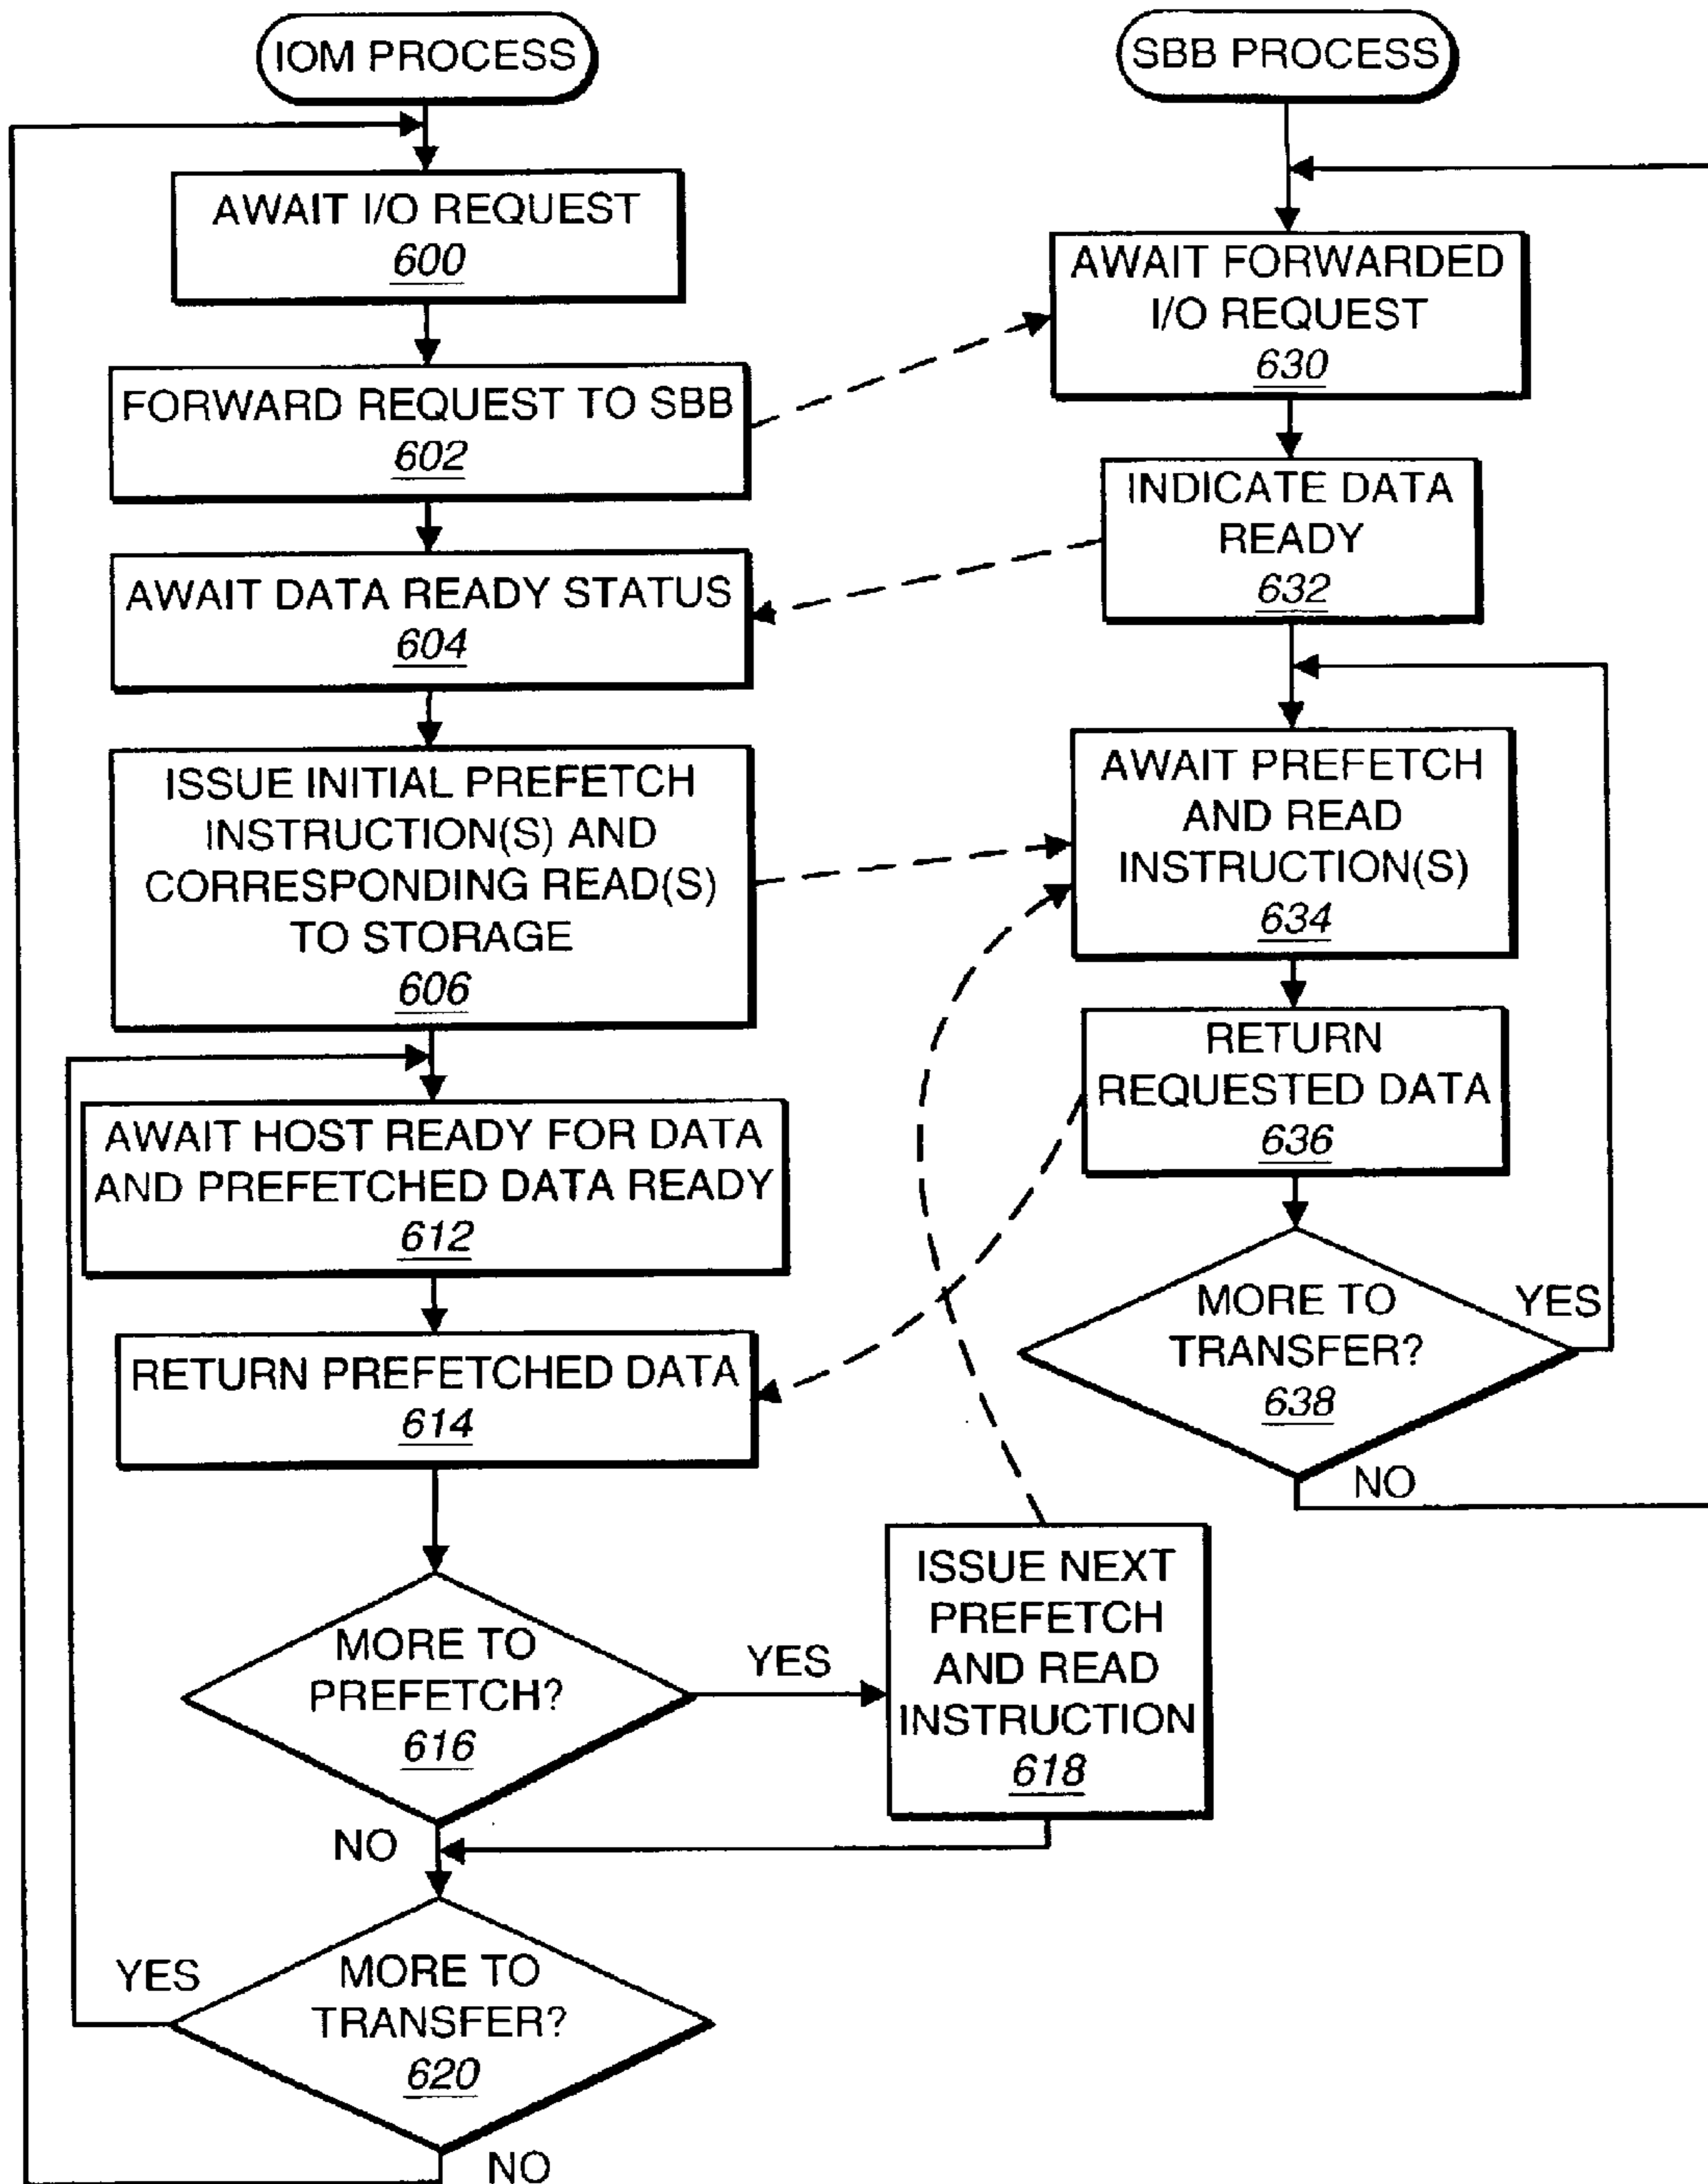 IOM PROCESS
AWAIT I/O REQUEST
600
FORWARD REQUEST TO SBB
602
AWAIT DATA READY STATUS
604
ISSUE INITIAL PREFETCH
INSTRUCTION(S) AND
CORRESPONDING READ(S)
TO STORAGE
606
AWAIT HOST READY FOR DATA
AND PREFETCHED DATA READY
612
RETURN PREFETCHED DATA
614
MORE TO
PREFETCH?
616
YES
NO
ISSUE NEXT
PREFETCH
AND READ
INSTRUCTION
618
MORE TO
TRANSFER?
620
YES
NO
SBB PROCESS
AWAIT FORWARDED
I/O REQUEST
630
INDICATE DATA
READY
632
AWAIT PREFETCH
AND READ
INSTRUCTION(S)
634
RETURN
REQUESTED DATA
636
MORE TO
TRANSFER?
638
YES
NO